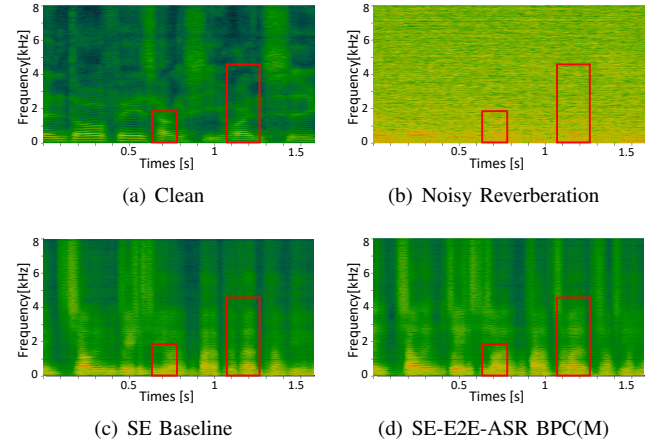 8
6
4
2
0
Frequency[kHz]
0.5
1
1.5
Times [s]
(a) Clean
8
6
4
2
0
Frequency[kHz]
0.5
1
1.5
Times [s]
(b) Noisy Reverberation
8
6
4
2
0
Frequency[kHz]
0.5
1
1.5
Times [s]
(c) SE Baseline
8
6
4
2
0
Frequency[kHz]
0.5
1
1.5
Times [s]
(d) SE-E2E-ASR BPC(M)